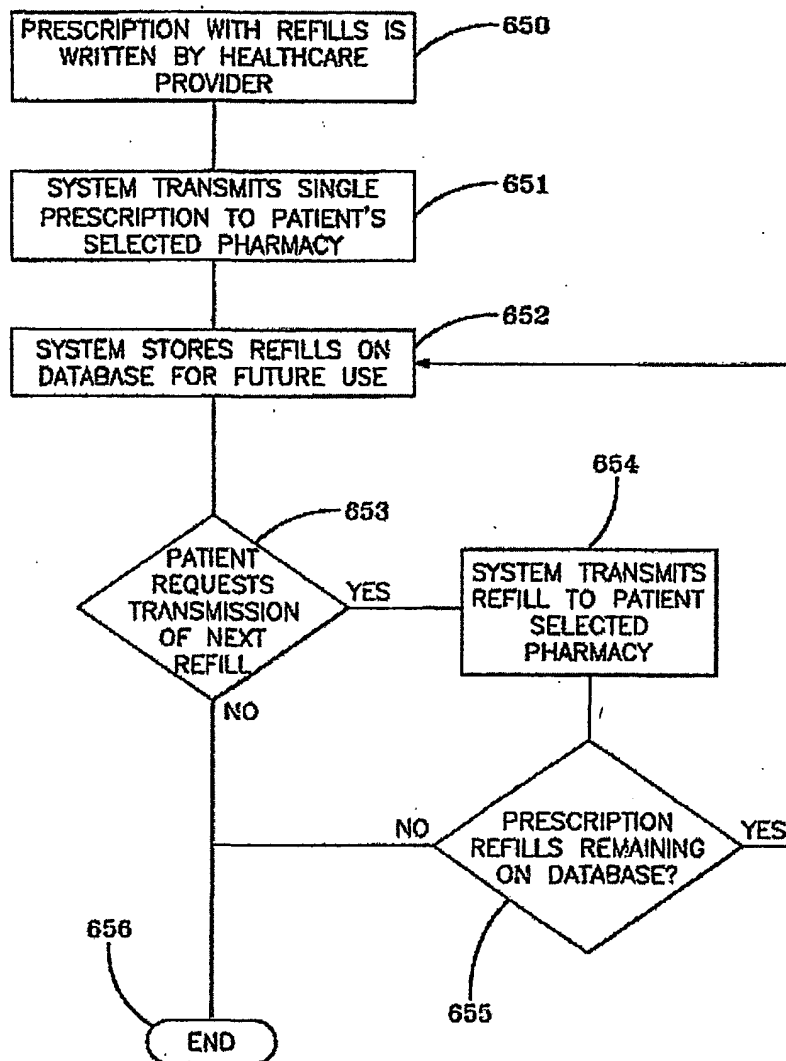 PRESCRIPTION WITH REFILLS IS
WRITTEN BY HEALTHCARE
PROVIDER
650
SYSTEM TRANSMITS SINGLE
PRESCRIPTION TO PATIENT'S
SELECTED PHARMACY
651
SYSTEM STORES REFILLS ON
DATABASE FOR FUTURE USE
652
PATIENT
REQUESTS
TRANSMISSION
OF NEXT
REFILL
653
YES
NO
SYSTEM TRANSMITS
REFILL TO PATIENT
SELECTED
PHARMACY
654
NO
PRESCRIPTION
REFILLS REMAINING
ON DATABASE?
YES
655
656
END